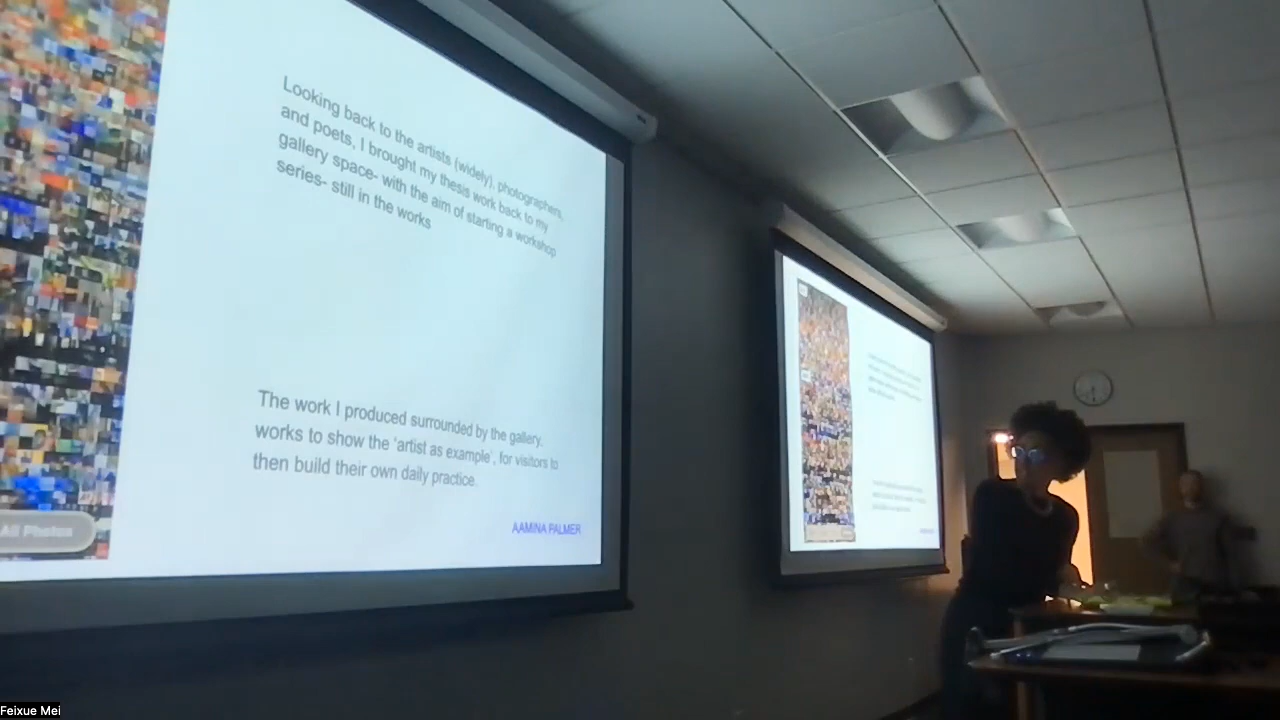 Looking back to the artists (widely), photographers,
and poets, I brought my thesis work back to my
gallery space- with the aim of starting a workshop
series- still in the works
The work I produced surrounded by the gallery.
works to show the ‘artist as example’, for visitors to
then build their own daily practice.
AAMINA PALMER
All Photos
Feixue Mei